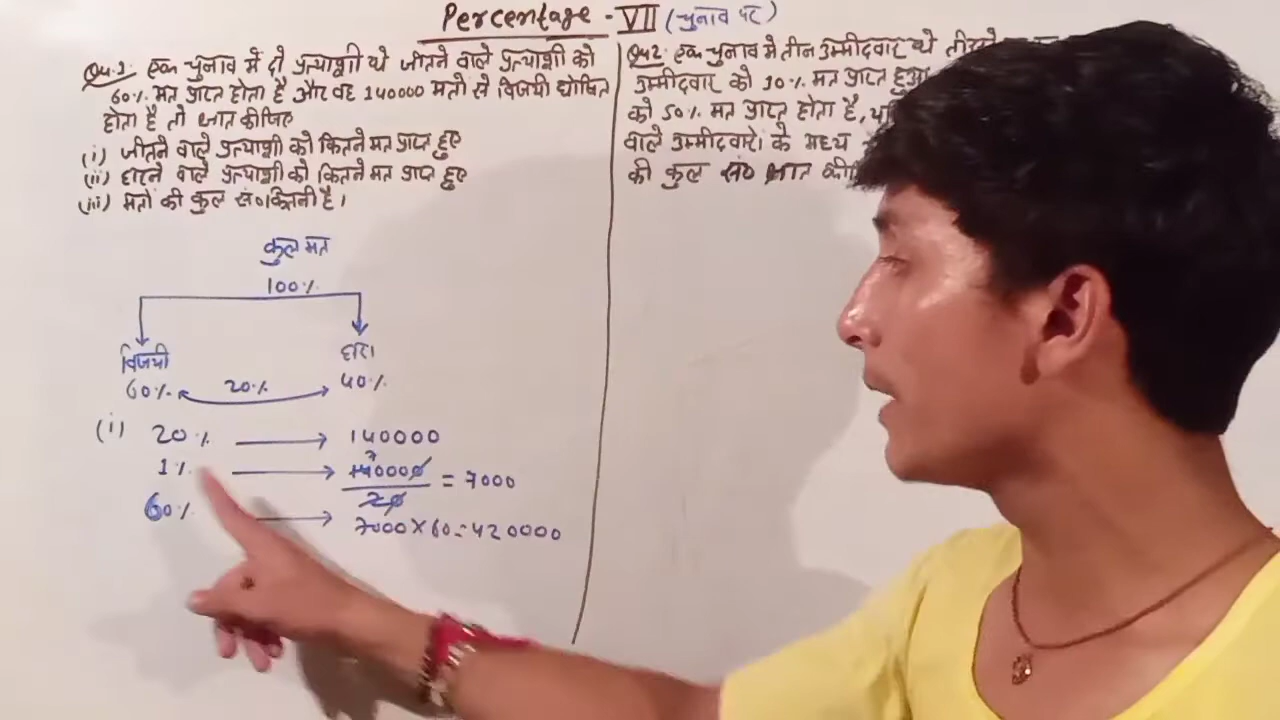 Percentage - VII (चुनाव पर)
Qu.1. एक चुनाव में दो प्रत्याशी थे जीतने वाले प्रत्याशी को
60% मत प्राप्त होता है और वह 140000 मतो से विजयी घोषित
होता है तो ज्ञात कीजिए
(i) जीतने वाले प्रत्याशी को कितने मत प्राप्त हुए
(ii) हारने वाले प्रत्याशी को कितने मत प्राप्त हुए
(iii) मतो की कुल सं० कितनी है।
कुल मत
100%
विजयी हारा
60% 20% 40%
(i) 20% → 140000
1% → 140000/20 = 7000
60% → 7000×60=420000
Qu2. एक चुनाव मे तीन उम्मीदवार थे
उम्मीदवार को 10% मत प्राप्त हुआ
को 50% मत प्राप्त होता है,
वाले उम्मीदवारो के मध्य
की कुल सं० ज्ञात